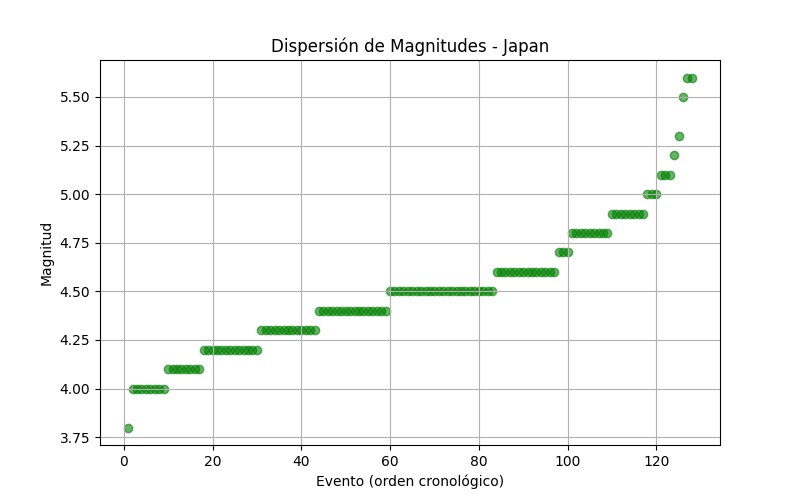 Dispersión de Magnitudes - Japan
5.50
5.25
5.00
4.75
4.50
4.25
4.00
3.75
Magnitud
0 20 40 60 80 100 120
Evento (orden cronológico)